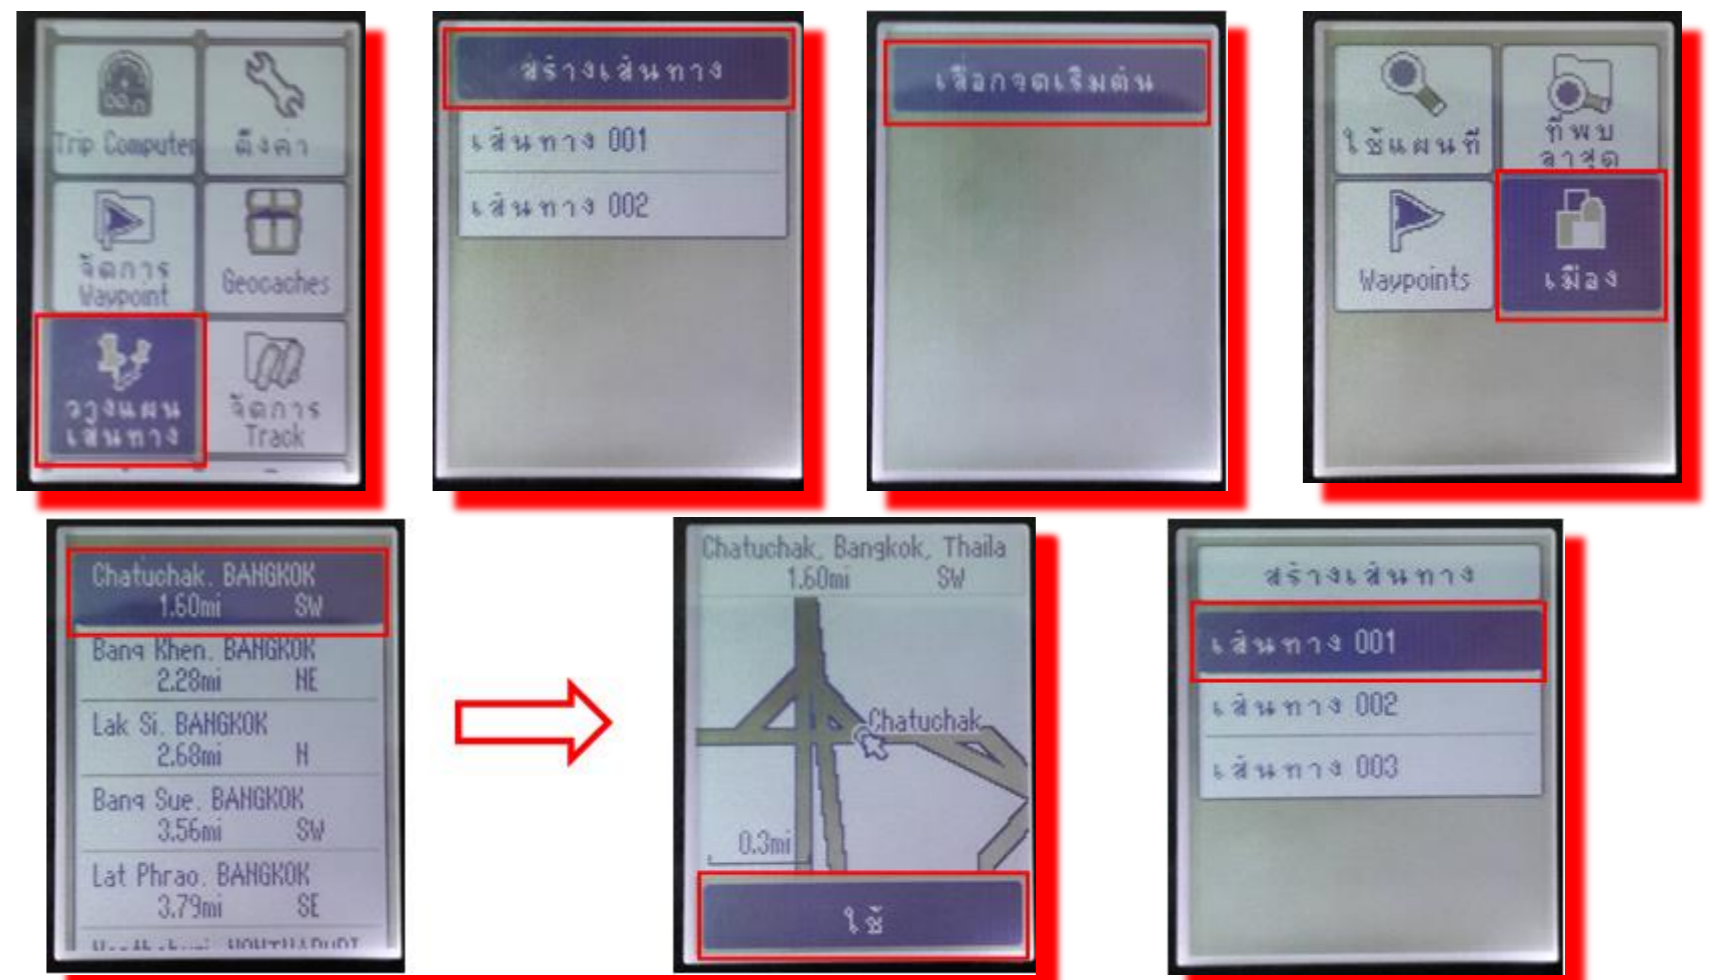 Trip Computer
ตั้งค่า
จัดการ
Waypoint
Geocaches
วางแผน
เส้นทาง
จัดการ
Track
สร้างเส้นทาง
เส้นทาง 001
เส้นทาง 002
เลือกจุดเริ่มต้น
ใช้แผนที่
ที่พบ
ล่าสุด
Waypoints
เมือง
Chatuchak, BANGKOK
1.60mi SW
Bang Khen, BANGKOK
2.28mi NE
Lak Si, BANGKOK
2.68mi N
Bang Sue, BANGKOK
3.56mi SW
Lat Phrao, BANGKOK
3.79mi SE
Chatuchak, Bangkok, Thaila
1.60mi SW
Chatuchak
0.3mi
ใช้
สร้างเส้นทาง
เส้นทาง 001
เส้นทาง 002
เส้นทาง 003